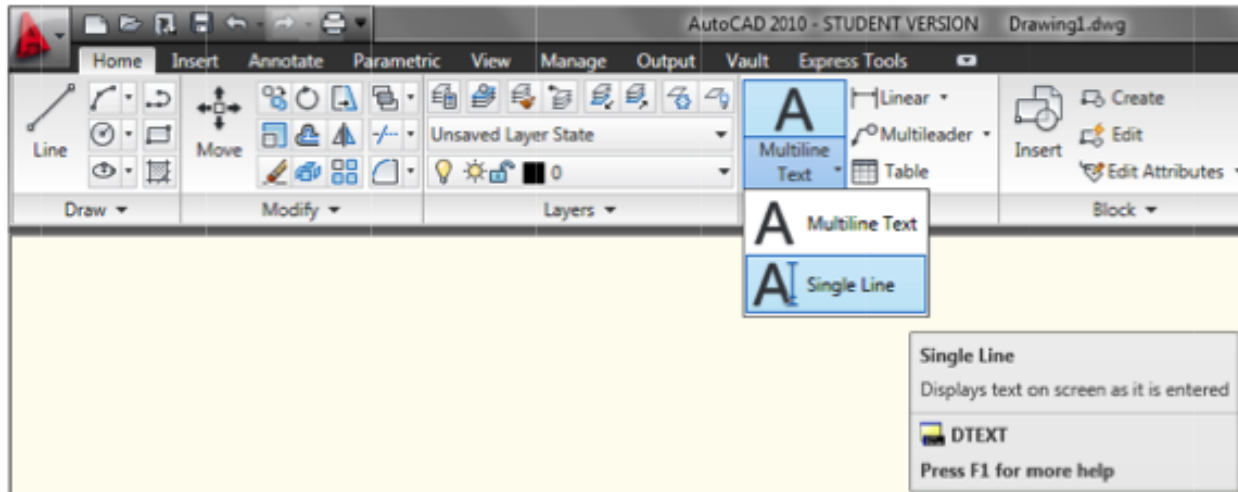 AutoCAD 2010 - STUDENT VERSION Drawing1.dwg
Home Insert Annotate Parametric View Manage Output Vault Express Tools
Line
Move
Unsaved Layer State
0
Multiline
Text
Linear
Multileader
Table
Insert
Create
Edit
Edit Attributes
Draw Modify Layers Block
Multiline Text
Single Line
Single Line
Displays text on screen as it is entered
DTEXT
Press F1 for more help